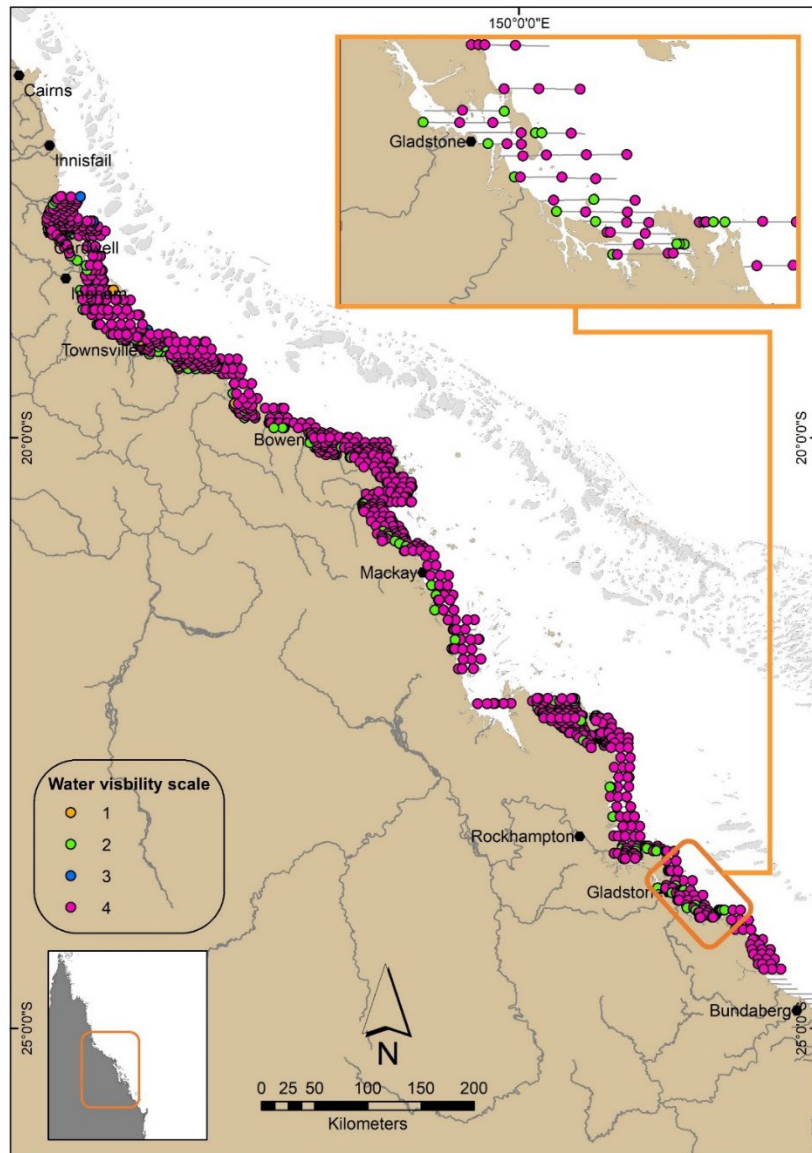 150°0'0"E
Cairns
Innisfail
Cardwell
Ingham
Townsville
Bowen
Mackay
Rockhampton
Gladstone
Bundaberg
Gladstone
20°0'0"S
20°0'0"S
25°0'0"S
25°0'0"S
Water visbility scale
1
2
3
4
N
0 25 50 100 150 200
Kilometers